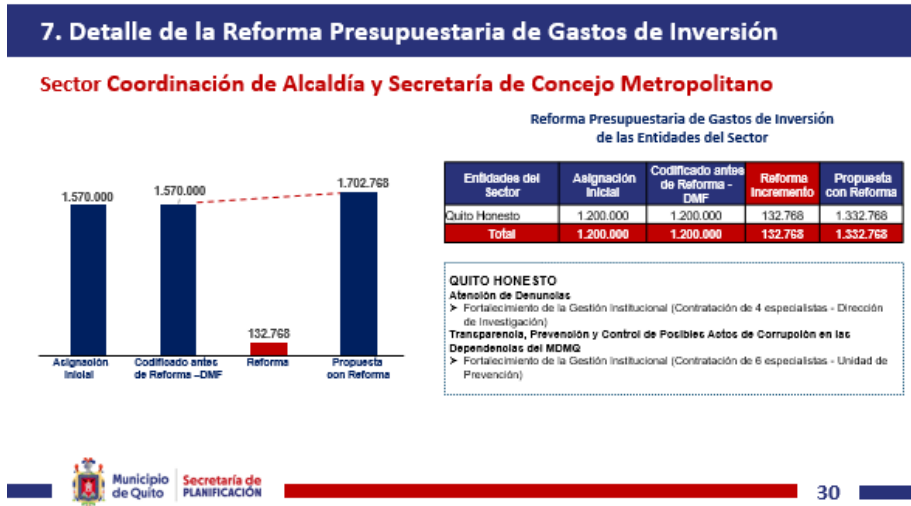 7. Detalle de la Reforma Presupuestaria de Gastos de Inversión
Sector Coordinación de Alcaldía y Secretaría de Concejo Metropolitano
1.570.000
1.570.000
1.702.768
132.768
Asignación
Inicial
Codificado antes
de Reforma –DMF
Reforma
Propuesta
con Reforma
Reforma Presupuestaria de Gastos de Inversión
de las Entidades del Sector
Entidades del Sector | Asignación Inicial | Codificado antes de Reforma - DMF | Reforma Incremento | Propuesta con Reforma
Quito Honesto 1.200.000 1.200.000 132.768 1.332.768
Total 1.200.000 1.200.000 132.768 1.332.768
QUITO HONESTO
Atención de Denuncias
➢ Fortalecimiento de la Gestión Institucional (Contratación de 4 especialistas - Dirección
de Investigación)
Transparencia, Prevención y Control de Posibles Actos de Corrupción en las
Dependencias del MDMQ
➢ Fortalecimiento de la Gestión Institucional (Contratación de 6 especialistas - Unidad de
Prevención)
Municipio
de Quito
Secretaría de
PLANIFICACIÓN
30